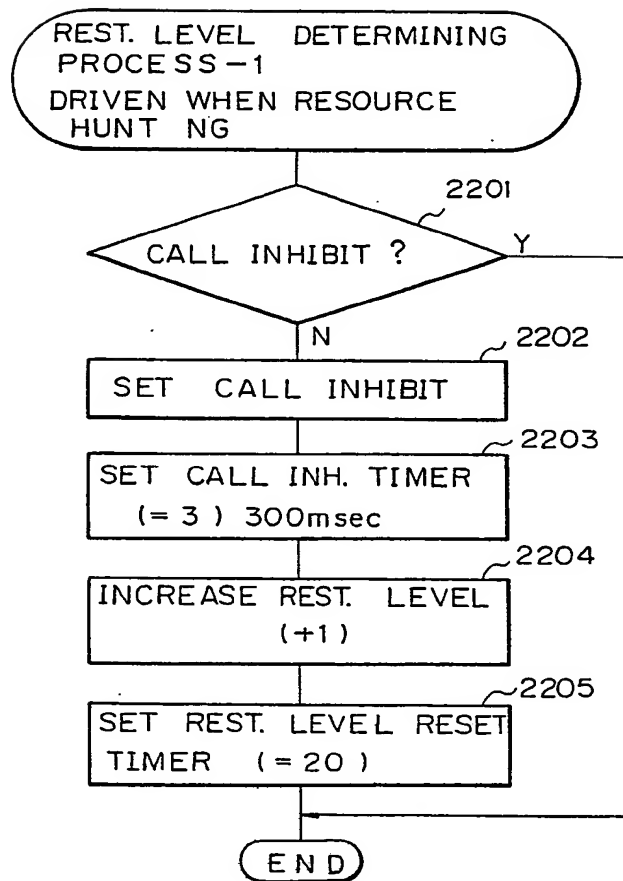 REST. LEVEL DETERMINING
PROCESS-1
DRIVEN WHEN RESOURCE
HUNT NG
2201
CALL INHIBIT ?
Y
N
2202
SET CALL INHIBIT
2203
SET CALL INH. TIMER
(= 3) 300msec
2204
INCREASE REST. LEVEL
(+1)
2205
SET REST. LEVEL RESET
TIMER (= 20)
END